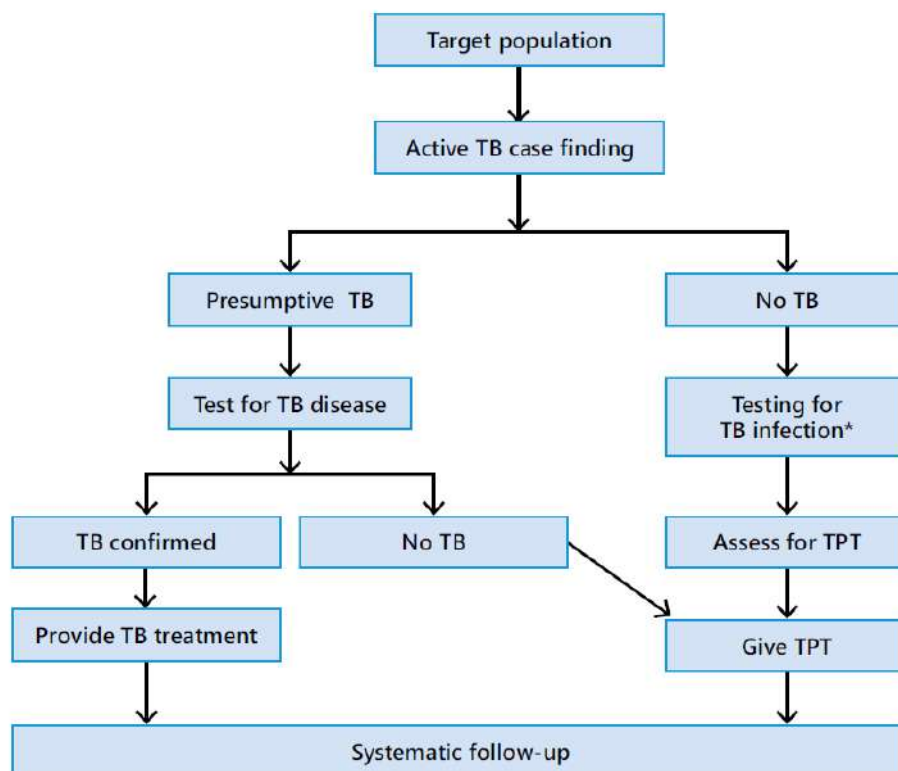 Target population
Active TB case finding
Presumptive TB
No TB
Test for TB disease
Testing for
TB infection*
TB confirmed
No TB
Assess for TPT
Provide TB treatment
Give TPT
Systematic follow-up